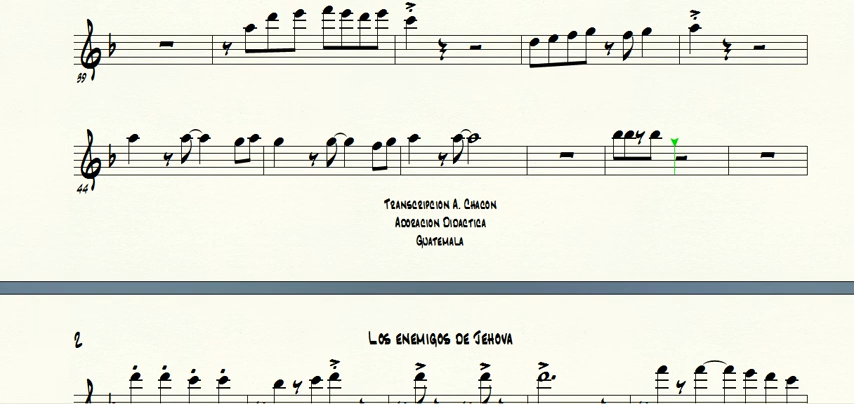 39
44
Transcripcion A. Chacon
Adoracion Didactica
Guatemala
2
Los enemigos de Jehova